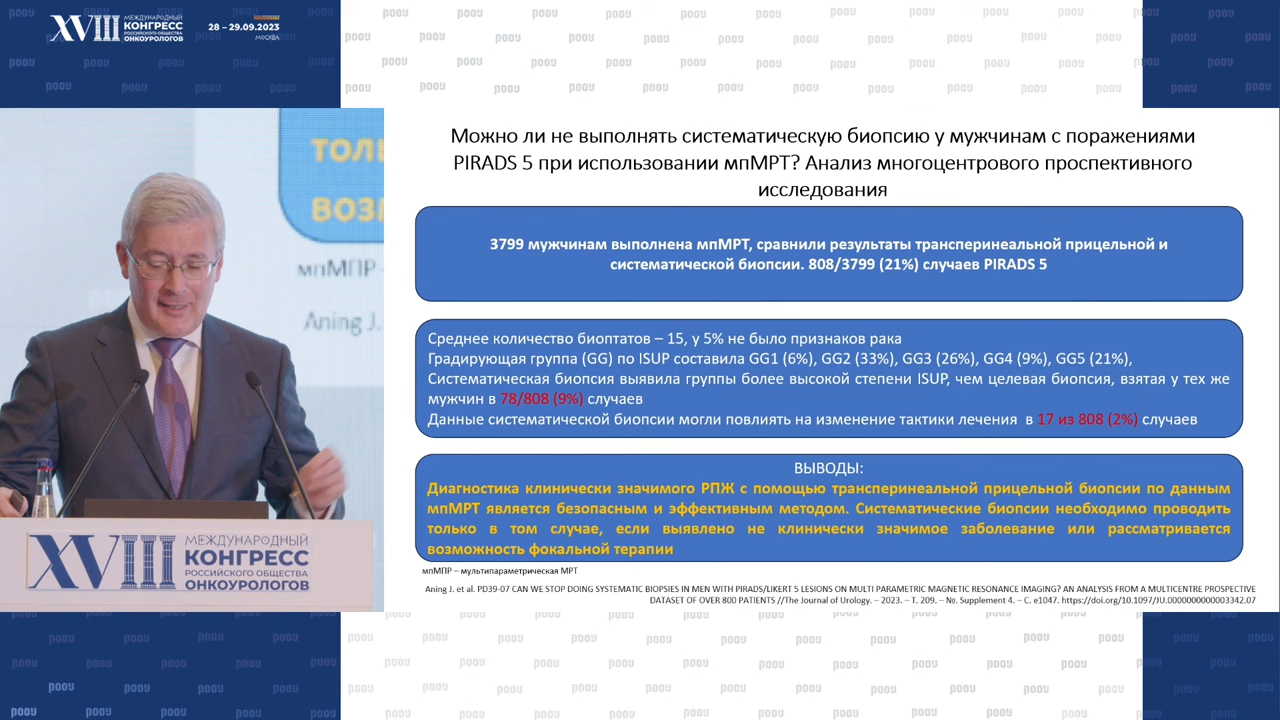 XVIII МЕЖДУНАРОДНЫЙ
КОНГРЕСС
РОССИЙСКОГО ОБЩЕСТВА
ОНКОУРОЛОГОВ
28 – 29.09.2023
МОСКВА
Можно ли не выполнять систематическую биопсию у мужчинам с поражениями
PIRADS 5 при использовании мпМРТ? Анализ многоцентрового проспективного
исследования
3799 мужчинам выполнена мпМРТ, сравнили результаты трансперинеальной прицельной и
систематической биопсии. 808/3799 (21%) случаев PIRADS 5
Среднее количество биоптатов – 15, у 5% не было признаков рака
Градирующая группа (GG) по ISUP составила GG1 (6%), GG2 (33%), GG3 (26%), GG4 (9%), GG5 (21%),
Систематическая биопсия выявила группы более высокой степени ISUP, чем целевая биопсия, взятая у тех же
мужчин в 78/808 (9%) случаев
Данные систематической биопсии могли повлиять на изменение тактики лечения в 17 из 808 (2%) случаев
ВЫВОДЫ:
Диагностика клинически значимого РПЖ с помощью трансперинеальной прицельной биопсии по данным
мпМРТ является безопасным и эффективным методом. Систематические биопсии необходимо проводить
только в том случае, если выявлено не клинически значимое заболевание или рассматривается
возможность фокальной терапии
мпМПР – мультипараметрическая МРТ
Aning J. et al. PD39-07 CAN WE STOP DOING SYSTEMATIC BIOPSIES IN MEN WITH PIRADS/LIKERT 5 LESIONS ON MULTI PARAMETRIC MAGNETIC RESONANCE IMAGING? AN ANALYSIS FROM A MULTICENTRE PROSPECTIVE
DATASET OF OVER 800 PATIENTS //The Journal of Urology. – 2023. – Т. 209. – №. Supplement 4. – С. e1047. https://doi.org/10.1097/JU.0000000000003342.07
мпМПР -
Aning J.
XVIII МЕЖДУНАРОДНЫЙ
КОНГРЕСС
РОССИЙСКОГО ОБЩЕСТВА
ОНКОУРОЛОГОВ